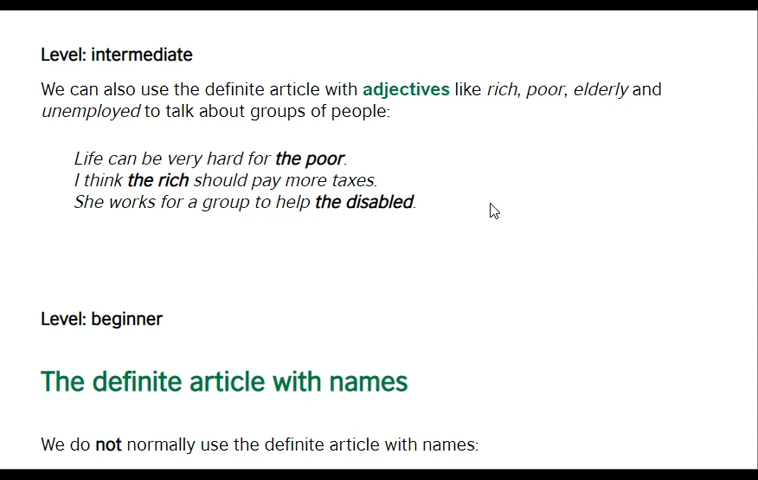 Level: intermediate
We can also use the definite article with adjectives like rich, poor, elderly and
unemployed to talk about groups of people:
Life can be very hard for the poor.
I think the rich should pay more taxes.
She works for a group to help the disabled.
Level: beginner
The definite article with names
We do not normally use the definite article with names: